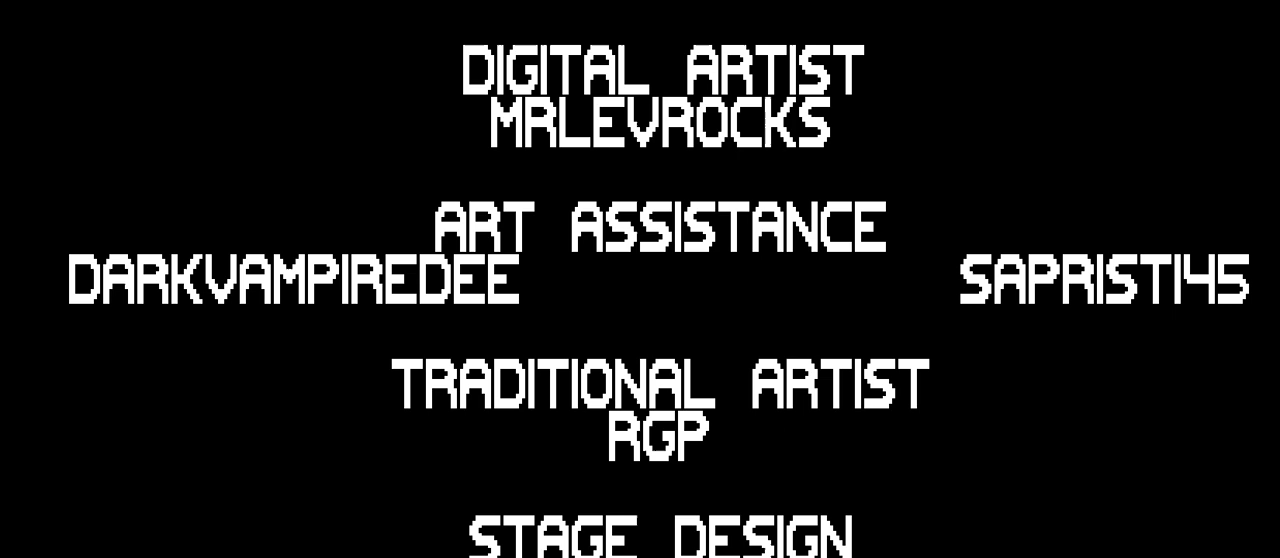 DIGITAL ARTIST
MRLEVROCKS
ART ASSISTANCE
DARKVAMPIREDEE SAPRISTI45
TRADITIONAL ARTIST
RGP
STAGE DESIGN